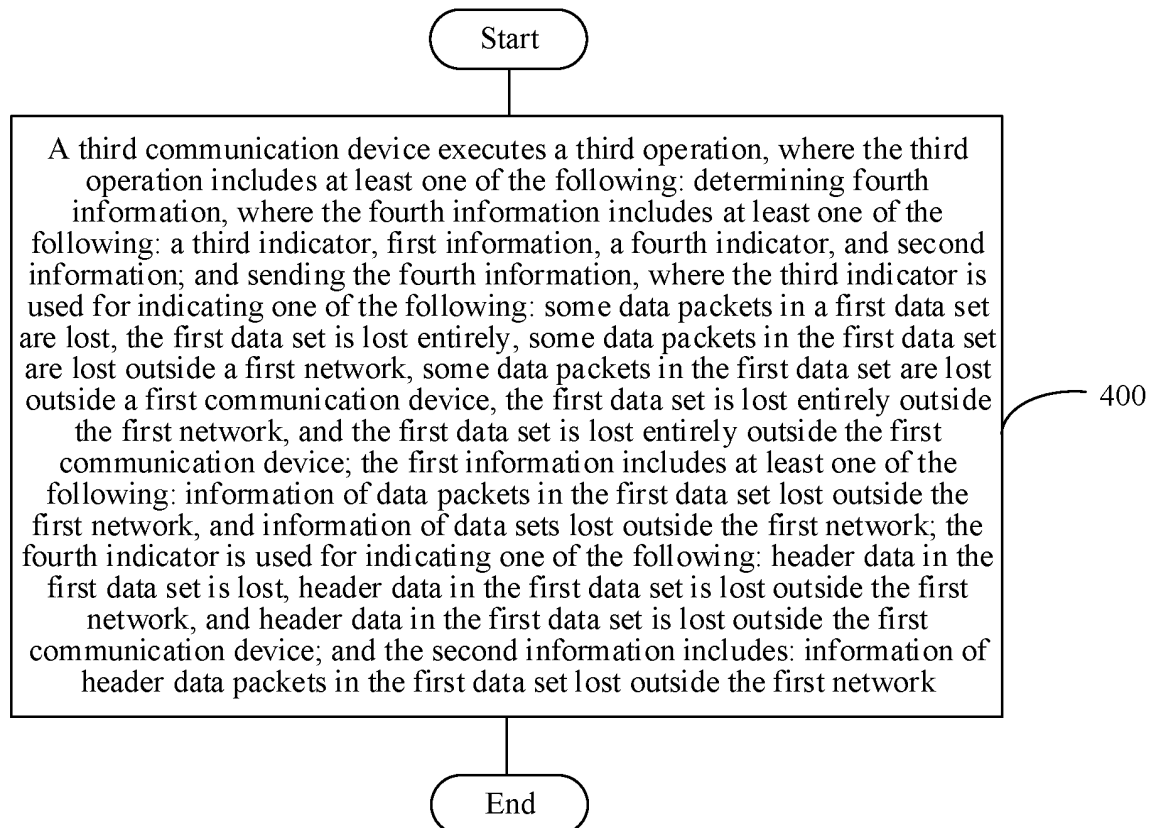 Start
A third communication device executes a third operation, where the third
operation includes at least one of the following: determining fourth
information, where the fourth information includes at least one of the
following: a third indicator, first information, a fourth indicator, and second
information; and sending the fourth information, where the third indicator is
used for indicating one of the following: some data packets in a first data set
are lost, the first data set is lost entirely, some data packets in the first data set
are lost outside a first network, some data packets in the first data set are lost
outside a first communication device, the first data set is lost entirely outside
the first network, and the first data set is lost entirely outside the first
communication device; the first information includes at least one of the
following: information of data packets in the first data set lost outside the
first network, and information of data sets lost outside the first network; the
fourth indicator is used for indicating one of the following: header data in the
first data set is lost, header data in the first data set is lost outside the first
network, and header data in the first data set is lost outside the first
communication device; and the second information includes: information of
header data packets in the first data set lost outside the first network
400
End